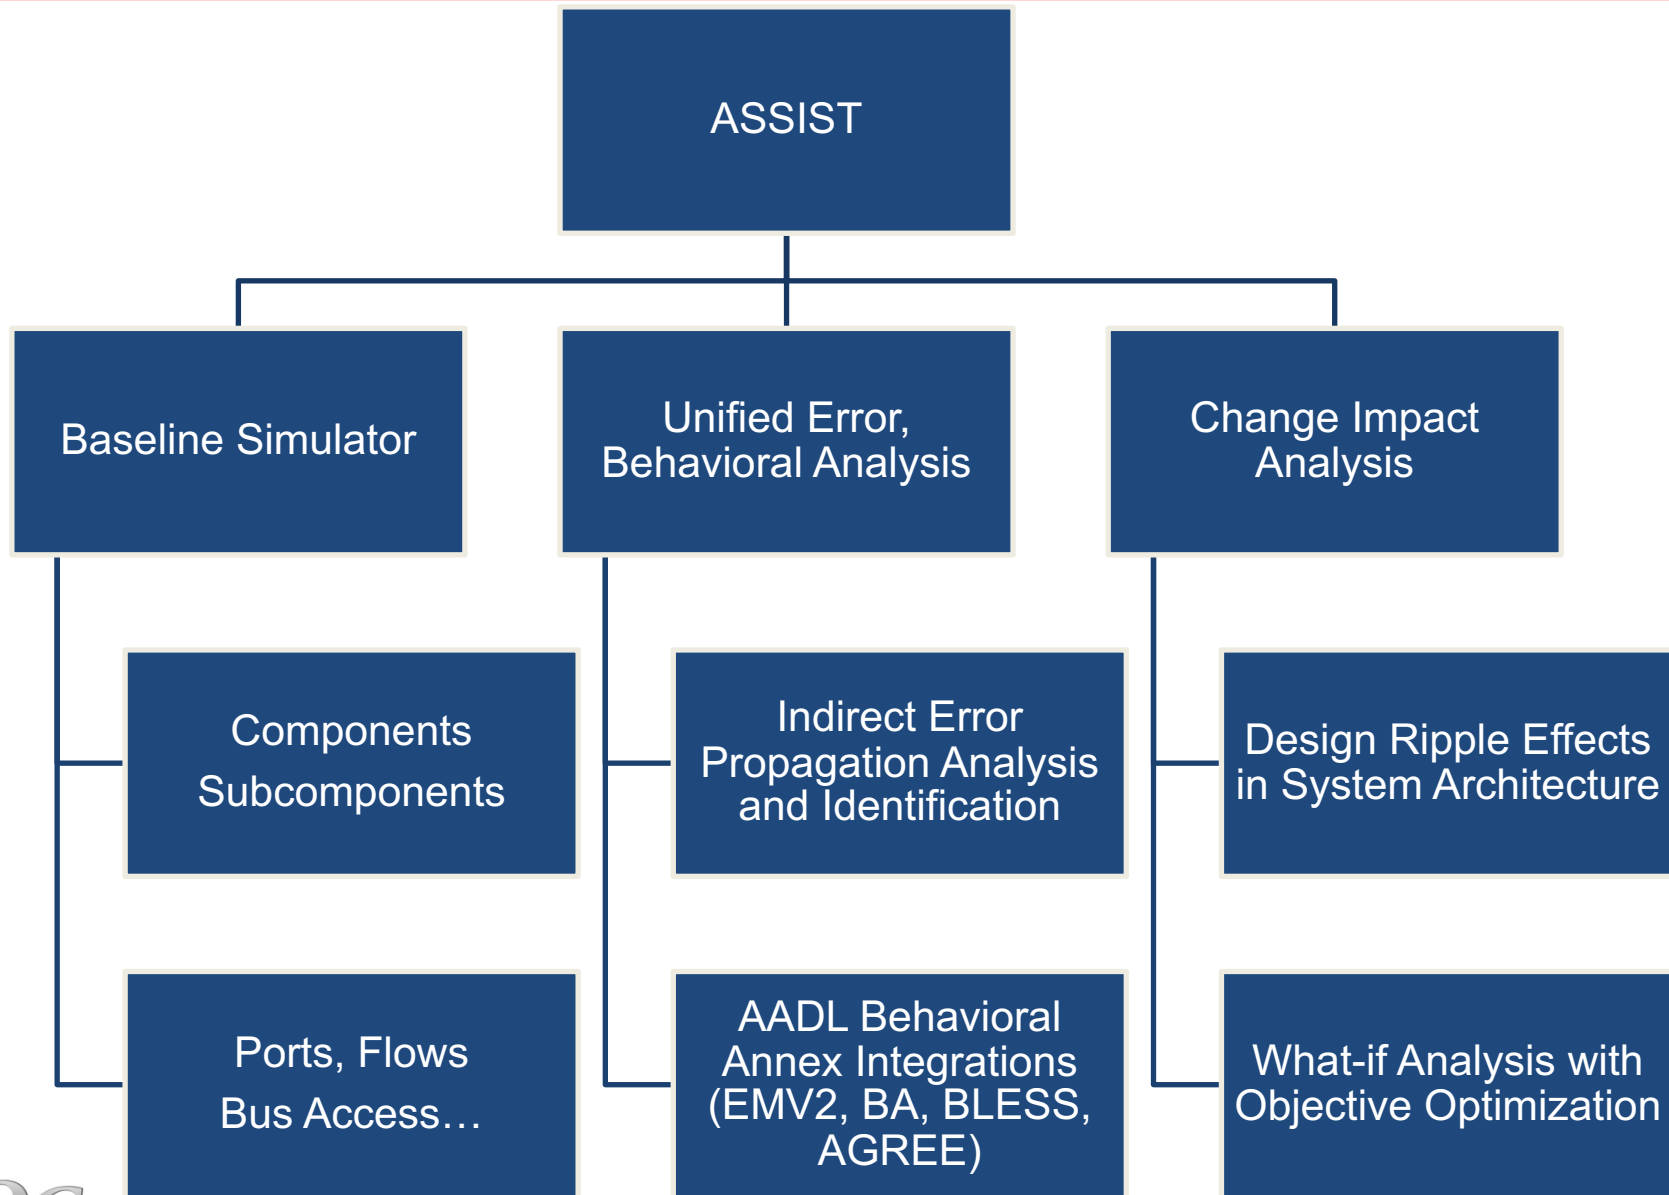 ASSIST
Baseline Simulator
Unified Error,
Behavioral Analysis
Change Impact
Analysis
Components
Subcomponents
Indirect Error
Propagation Analysis
and Identification
Design Ripple Effects
in System Architecture
Ports, Flows
Bus Access…
AADL Behavioral
Annex Integrations
(EMV2, BA, BLESS,
AGREE)
What-if Analysis with
Objective Optimization